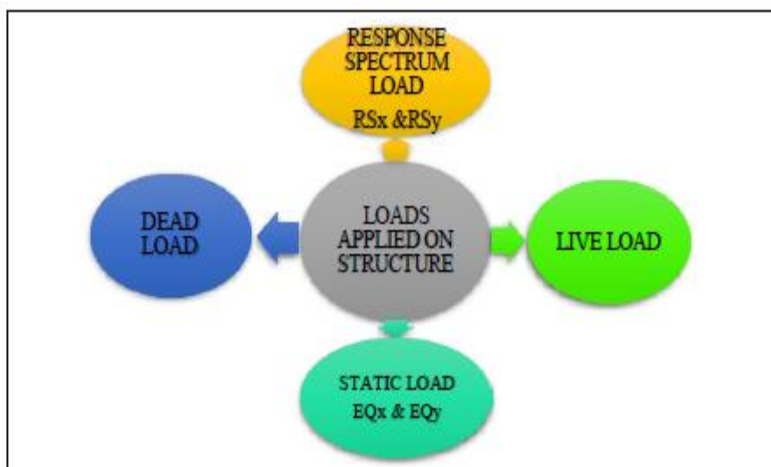 RESPONSE
SPECTRUM
LOAD
RSx &RSy
DEAD
LOAD
LOADS
APPLIED ON
STRUCTURE
LIVE LOAD
STATIC LOAD
EQx & EQy